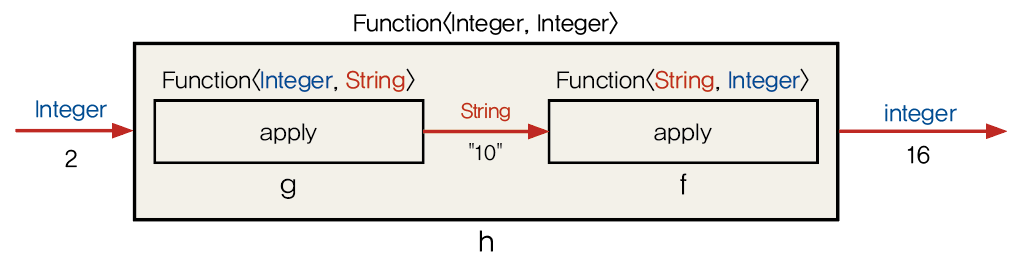 Function〈Integer, Integer〉
Function〈Integer, String〉
Function〈String, Integer〉
Integer
String
integer
apply
apply
2
"10"
16
g
f
h